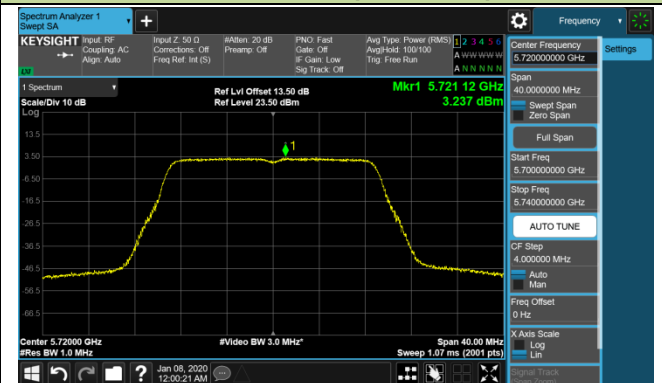 Spectrum Analyzer 1
Swept SA
+
Frequency
KEYSIGHT
Input: RF
Coupling: AC
Align: Auto
Input Z: 50 Ω
Corrections: Off
Freq Ref: Int (S)
#Atten: 20 dB
Preamp: Off
PNO: Fast
Gate: Off
IF Gain: Low
Sig Track: Off
Avg Type: Power (RMS)
Avg|Hold: 100/100
Trig: Free Run
1 2 3 4 5 6
A W W W W W
A N N N N N
1 Spectrum
Scale/Div 10 dB
Log
Ref Lvl Offset 13.50 dB
Ref Level 23.50 dBm
Mkr1 5.721 12 GHz
3.237 dBm
13.5
3.50
-6.50
-16.5
-26.5
-36.5
-46.5
-56.5
-66.5
1
Center 5.72000 GHz
#Res BW 1.0 MHz
#Video BW 3.0 MHz*
Span 40.00 MHz
Sweep 1.07 ms (2001 pts)
Jan 08, 2020
12:00:21 AM
?
Center Frequency
5.720000000 GHz
Settings
Span
40.0000000 MHz
Swept Span
Zero Span
Full Span
Start Freq
5.700000000 GHz
Stop Freq
5.740000000 GHz
AUTO TUNE
CF Step
4.000000 MHz
Auto
Man
Freq Offset
0 Hz
X Axis Scale
Log
Lin
Signal Track